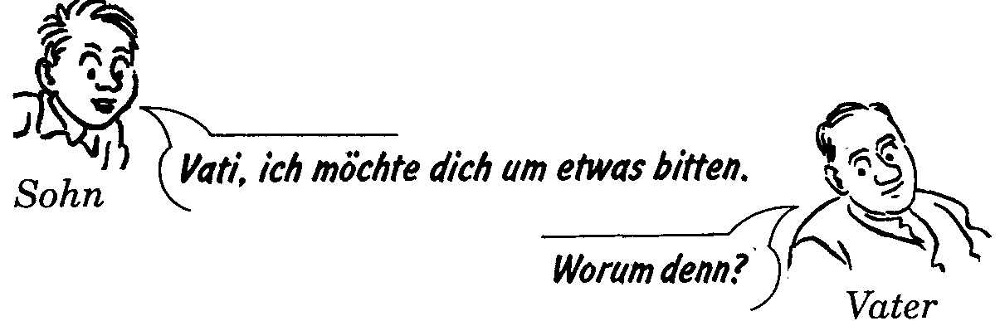 Sohn
Vati, ich möchte dich um etwas bitten.
Worum denn?
Vater